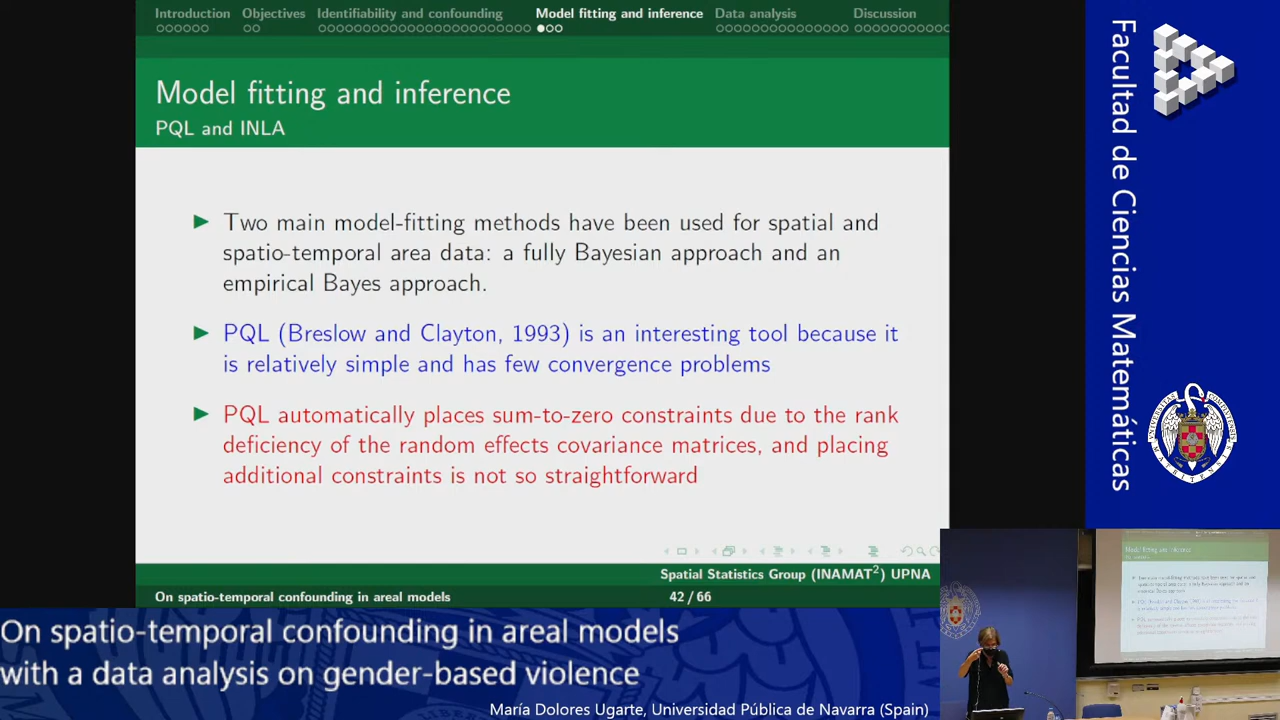 Introduction
Objectives
Identifiability and confounding
Model fitting and inference
Data analysis
Discussion
Model fitting and inference
PQL and INLA
Two main model-fitting methods have been used for spatial and
spatio-temporal area data: a fully Bayesian approach and an
empirical Bayes approach.
PQL (Breslow and Clayton, 1993) is an interesting tool because it
is relatively simple and has few convergence problems
PQL automatically places sum-to-zero constraints due to the rank
deficiency of the random effects covariance matrices, and placing
additional constraints is not so straightforward
Spatial Statistics Group (INAMAT²) UPNA
On spatio-temporal confounding in areal models
42 / 66
Facultad de Ciencias Matemáticas
Model fitting and inference
On spatio-temporal confounding in areal models
with a data analysis on gender-based violence
María Dolores Ugarte, Universidad Pública de Navarra (Spain)